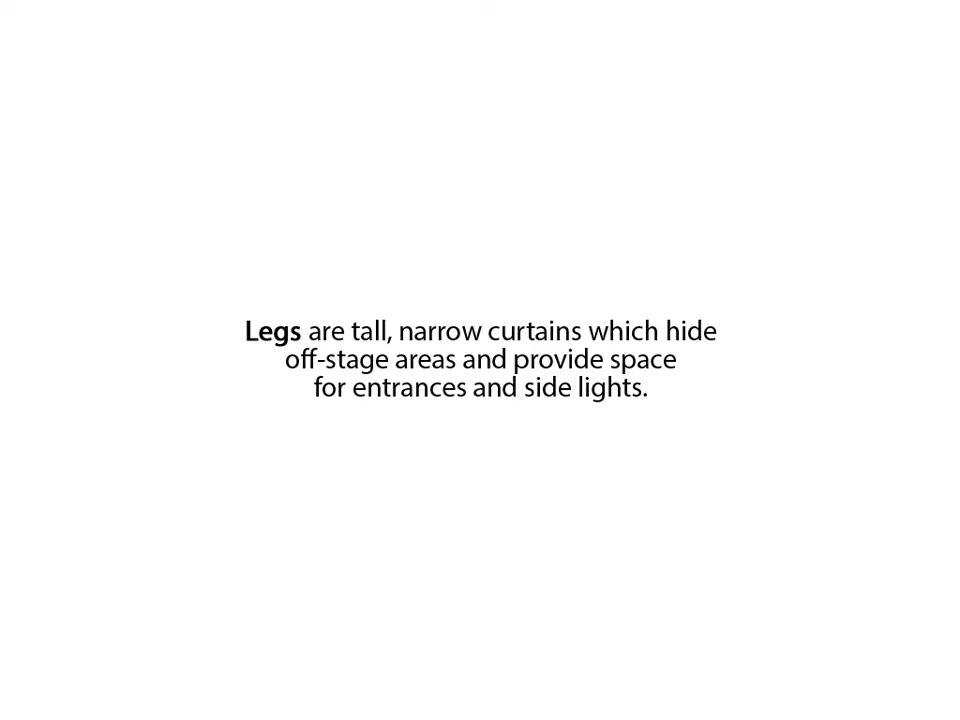 Legs are tall, narrow curtains which hide
off-stage areas and provide space
for entrances and side lights.